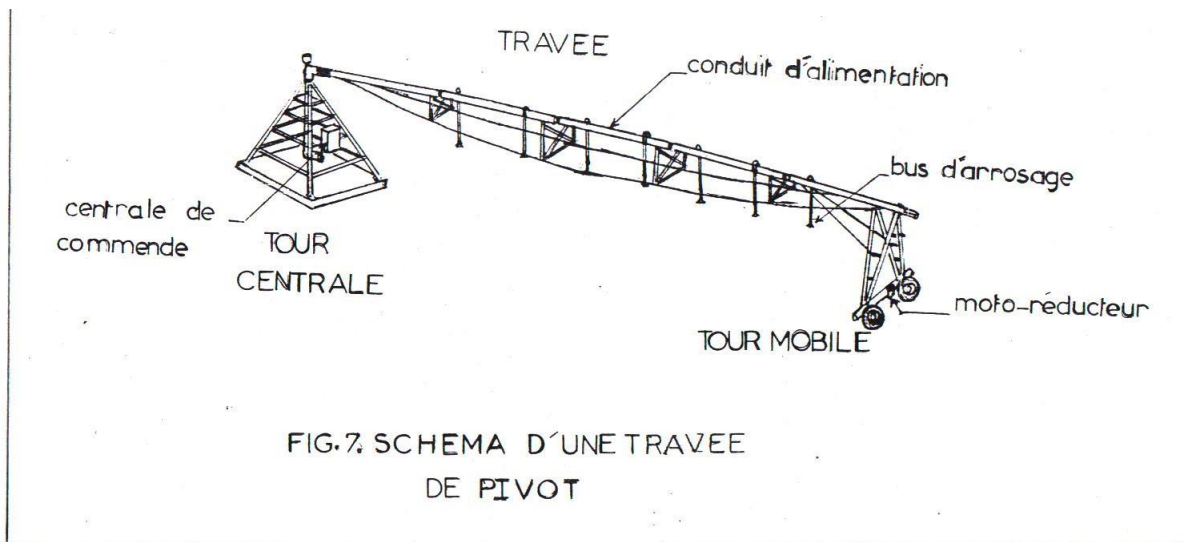 TRAVEE
conduit d'alimentation
bus d'arrosage
centrale de
commende
TOUR
CENTRALE
moto-réducteur
TOUR MOBILE
FIG.7. SCHEMA D'UNE TRAVEE
DE PIVOT